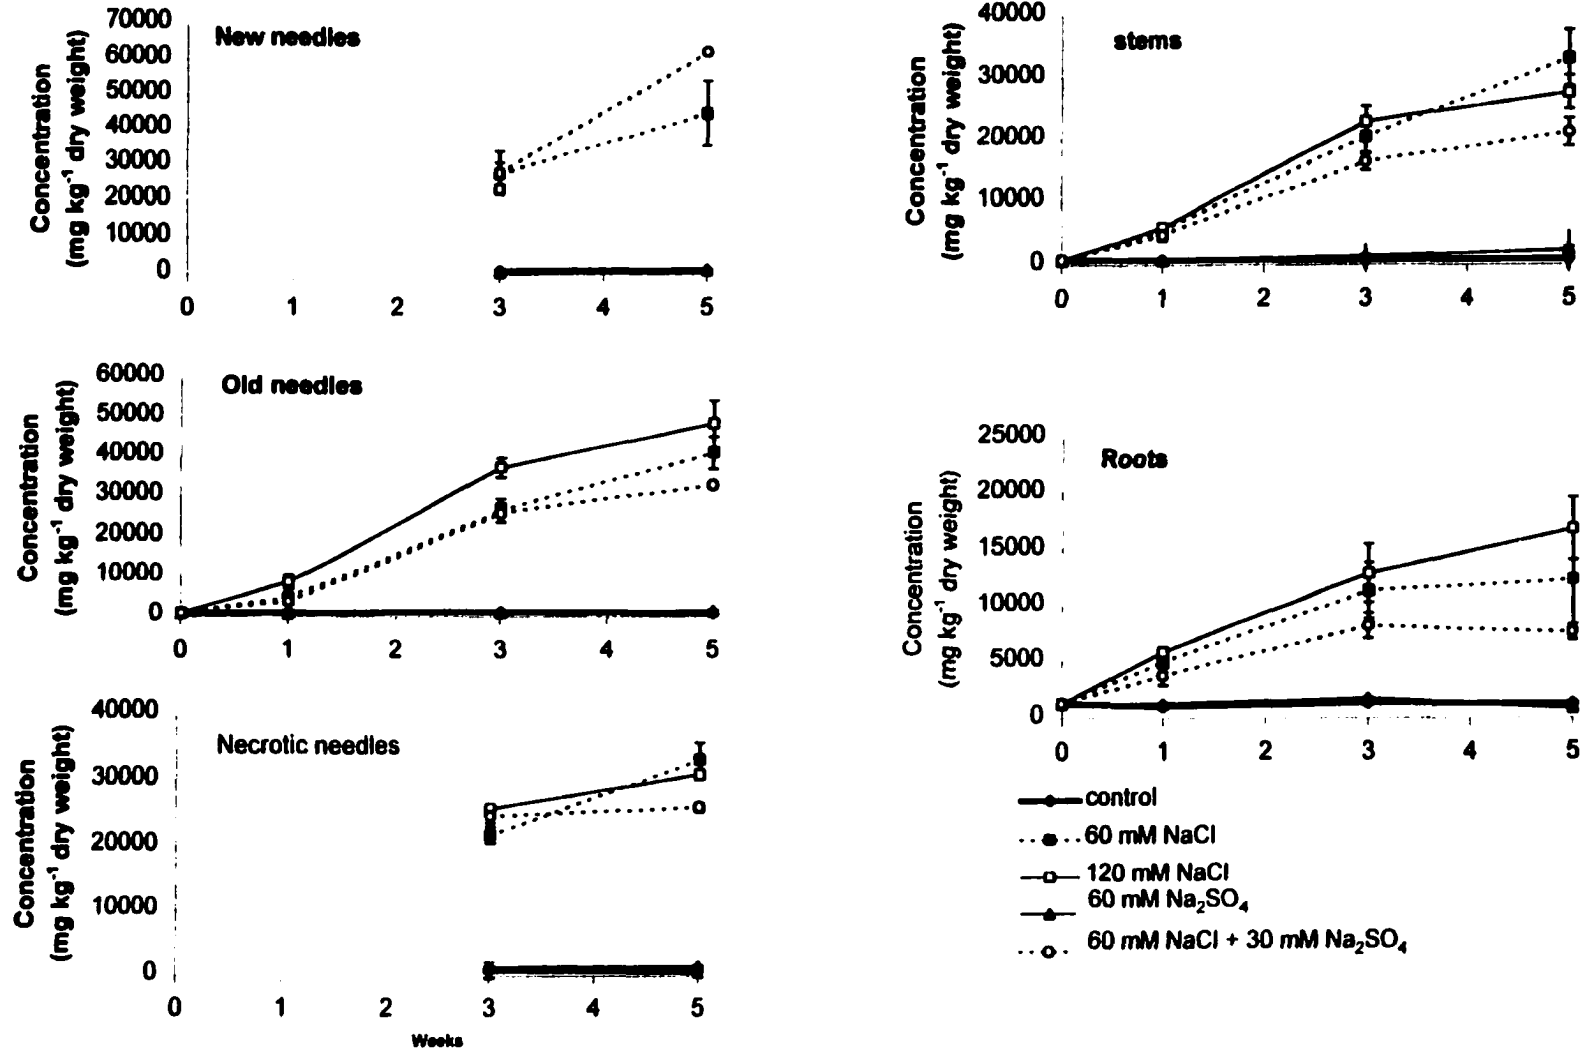 New needles
Concentration
(mg kg⁻¹ dry weight)
70000
60000
50000
40000
30000
20000
10000
0
0 1 2 3 4 5
Old needles
Concentration
(mg kg⁻¹ dry weight)
60000
50000
40000
30000
20000
10000
0
0 1 2 3 4 5
Necrotic needles
Concentration
(mg kg⁻¹ dry weight)
40000
30000
20000
10000
0
0 1 2 3 4 5
Weeks
stems
Concentration
(mg kg⁻¹ dry weight)
40000
30000
20000
10000
0
0 1 2 3 4 5
Roots
Concentration
(mg kg⁻¹ dry weight)
25000
20000
15000
10000
5000
0
0 1 2 3 4 5
control
60 mM NaCl
120 mM NaCl
60 mM Na₂SO₄
60 mM NaCl + 30 mM Na₂SO₄